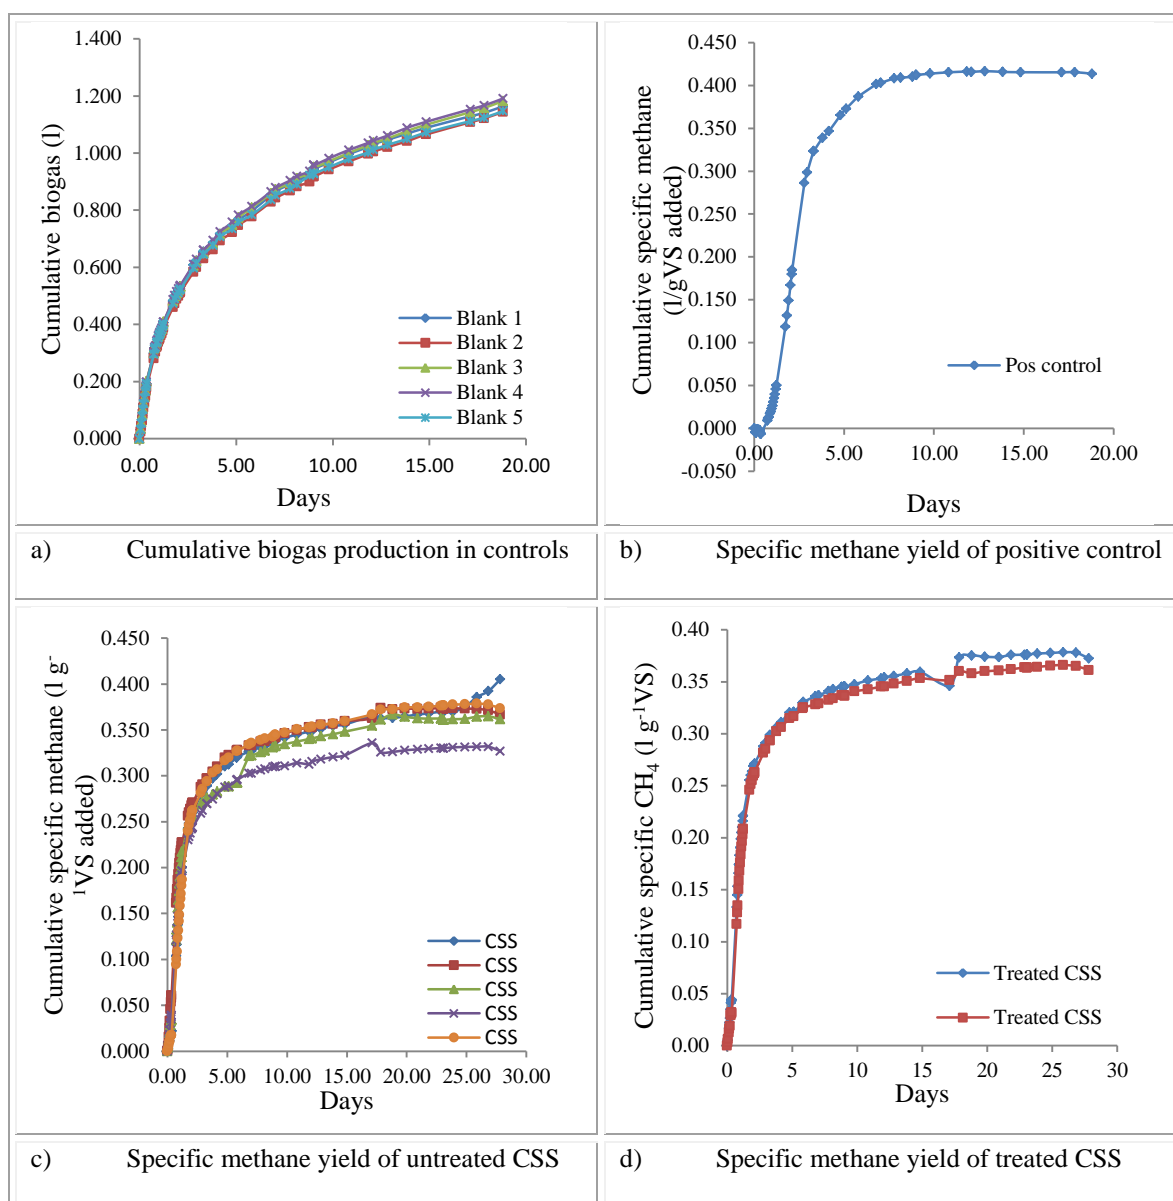 1.400
1.200
1.000
0.800
0.600
0.400
0.200
0.000
0.00 5.00 10.00 15.00 20.00
Cumulative biogas (l)
Days
Blank 1
Blank 2
Blank 3
Blank 4
Blank 5
a) Cumulative biogas production in controls
0.450
0.400
0.350
0.300
0.250
0.200
0.150
0.100
0.050
0.000
-0.050
0.00 5.00 10.00 15.00 20.00
Cumulative specific methane
(l/gVS added)
Days
Pos control
b) Specific methane yield of positive control
0.450
0.400
0.350
0.300
0.250
0.200
0.150
0.100
0.050
0.000
0.00 5.00 10.00 15.00 20.00 25.00 30.00
Cumulative specific methane (l g-
1VS added)
Days
CSS
CSS
CSS
CSS
CSS
c) Specific methane yield of untreated CSS
0.40
0.35
0.30
0.25
0.20
0.15
0.10
0.05
0.00
0 5 10 15 20 25 30
Cumulative specific CH4 (l g-1VS)
Days
Treated CSS
Treated CSS
d) Specific methane yield of treated CSS